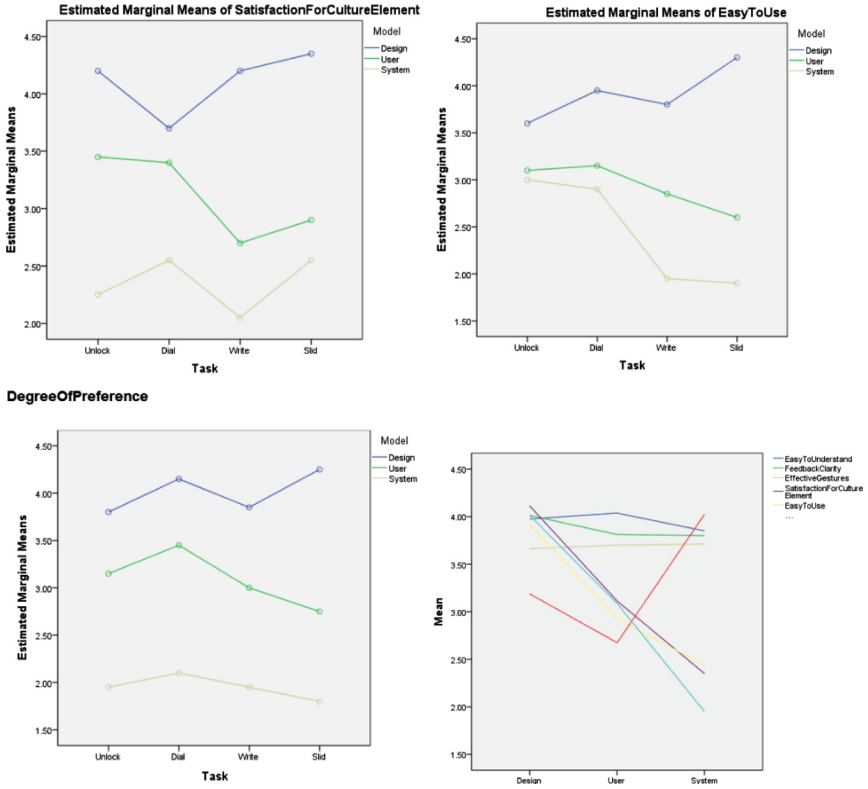 Estimated Marginal Means of SatisfactionForCultureElement
Model
Design
User
System
4.50
4.00
3.50
3.00
2.50
2.00
Estimated Marginal Means
Unlock Dial Write Slid
Task
Estimated Marginal Means of EasyToUse
Model
Design
User
System
4.50
4.00
3.50
3.00
2.50
2.00
1.50
Estimated Marginal Means
Unlock Dial Write Slid
Task
DegreeOfPreference
Model
Design
User
System
4.50
4.00
3.50
3.00
2.50
2.00
1.50
Estimated Marginal Means
Unlock Dial Write Slid
Task
EasyToUnderstand
FeedbackClarity
EffectiveGestures
SatisfactionForCulture
Element
EasyToUse
...
4.50
4.00
3.50
3.00
2.50
2.00
1.50
Mean
Design User System